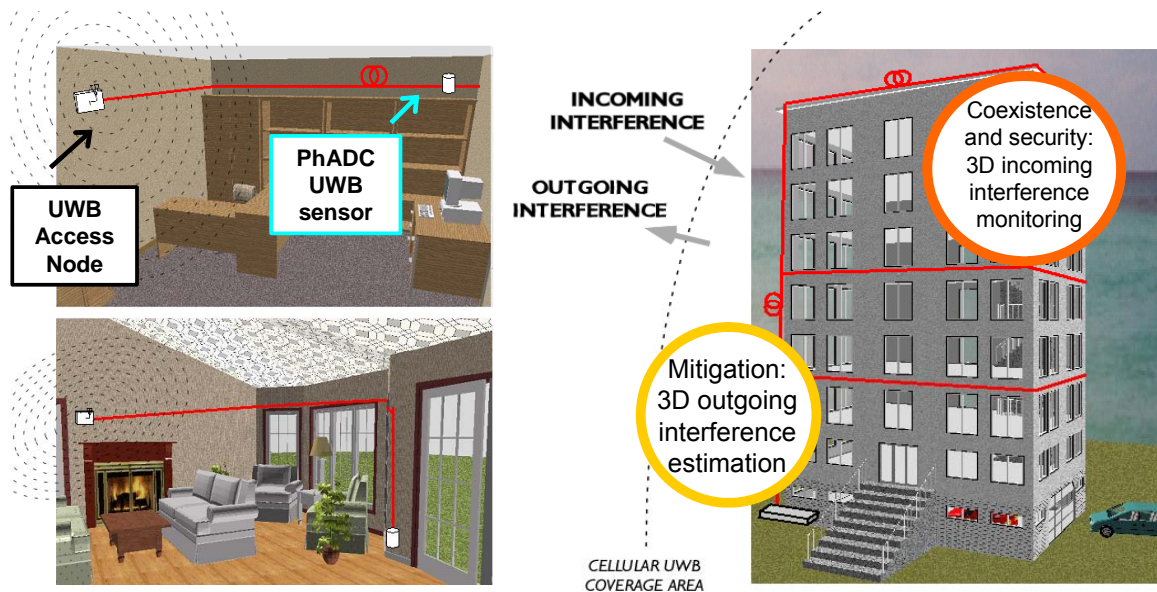 UWB
Access
Node
PhADC
UWB
sensor
INCOMING
INTERFERENCE
OUTGOING
INTERFERENCE
Coexistence
and security:
3D incoming
interference
monitoring
Mitigation:
3D outgoing
interference
estimation
CELLULAR UWB
COVERAGE AREA